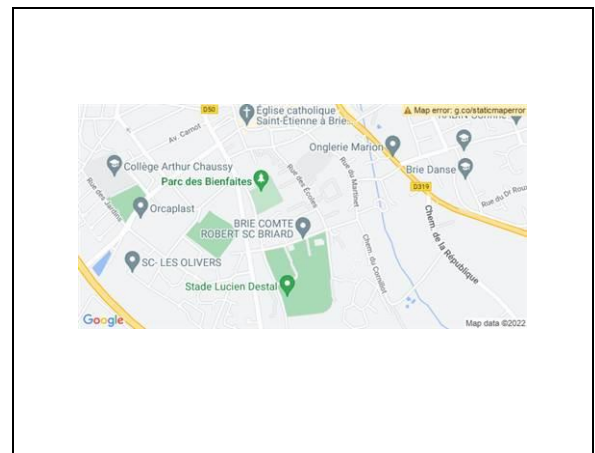 D50
Église catholique
Saint-Étienne à Brie...
Map error: g.co/staticmaperror
Av. Carnot
Onglerie Marion
Collège Arthur Chaussy
Parc des Bienfaites
Rue des Écoles
Rue du Martinet
Brie Danse
D319
Rue des Jardins
Orcaplast
Rue du Dr Rou
BRIE COMTE
ROBERT SC BRIARD
Chem. de la République
SC- LES OLIVERS
Chem. du Cornillot
Stade Lucien Destal
Google
Map data ©2022